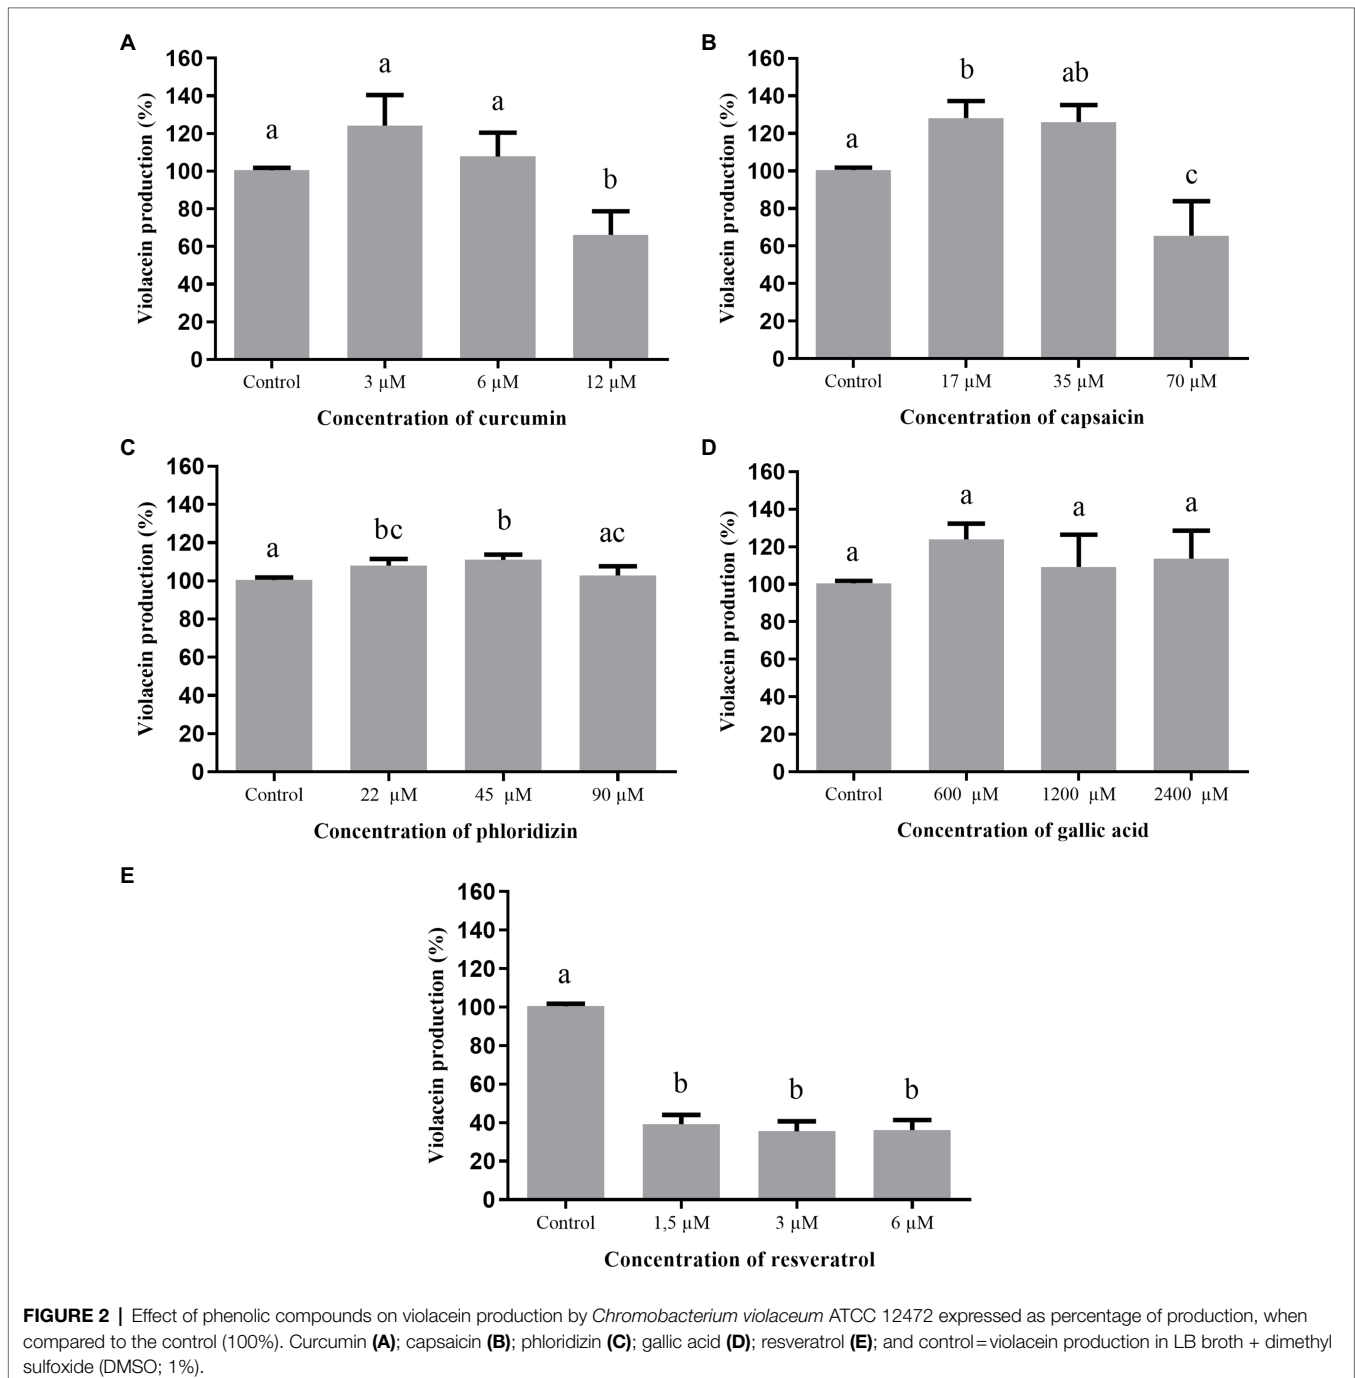 A
160
140
120
100
80
60
40
20
0
Violacein production (%)
a
a
a
b
Control
3 µM
6 µM
12 µM
Concentration of curcumin
B
160
140
120
100
80
60
40
20
0
Violacein production (%)
a
b
ab
c
Control
17 µM
35 µM
70 µM
Concentration of capsaicin
C
160
140
120
100
80
60
40
20
0
Violacein production (%)
a
bc
b
ac
Control
22 µM
45 µM
90 µM
Concentration of phloridizin
D
160
140
120
100
80
60
40
20
0
Violacein prodution (%)
a
a
a
a
Control
600 µM
1200 µM
2400 µM
Concentration of gallic acid
E
160
140
120
100
80
60
40
20
0
Violacein production (%)
a
b
b
b
Control
1,5 µM
3 µM
6 µM
Concentration of resveratrol
FIGURE 2 | Effect of phenolic compounds on violacein production by Chromobacterium violaceum ATCC 12472 expressed as percentage of production, when
compared to the control (100%). Curcumin (A); capsaicin (B); phloridizin (C); gallic acid (D); resveratrol (E); and control = violacein production in LB broth + dimethyl
sulfoxide (DMSO; 1%).